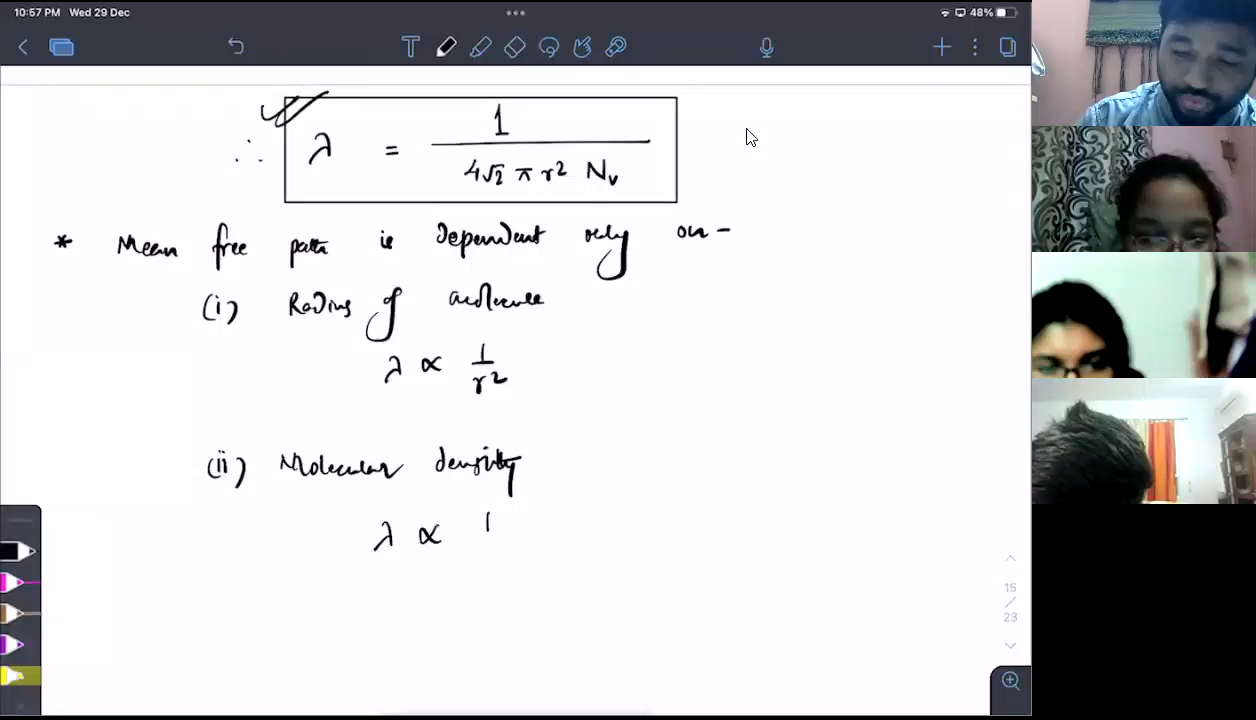 10:57 PM Wed 29 Dec
48%
T
∴ λ = 1 / 4√2 π r² Nᵥ
* Mean free path is dependent only on -
(i) Radius of molecule
λ ∝ 1 / r²
(ii) Molecular density
λ ∝ 1
15
/
23